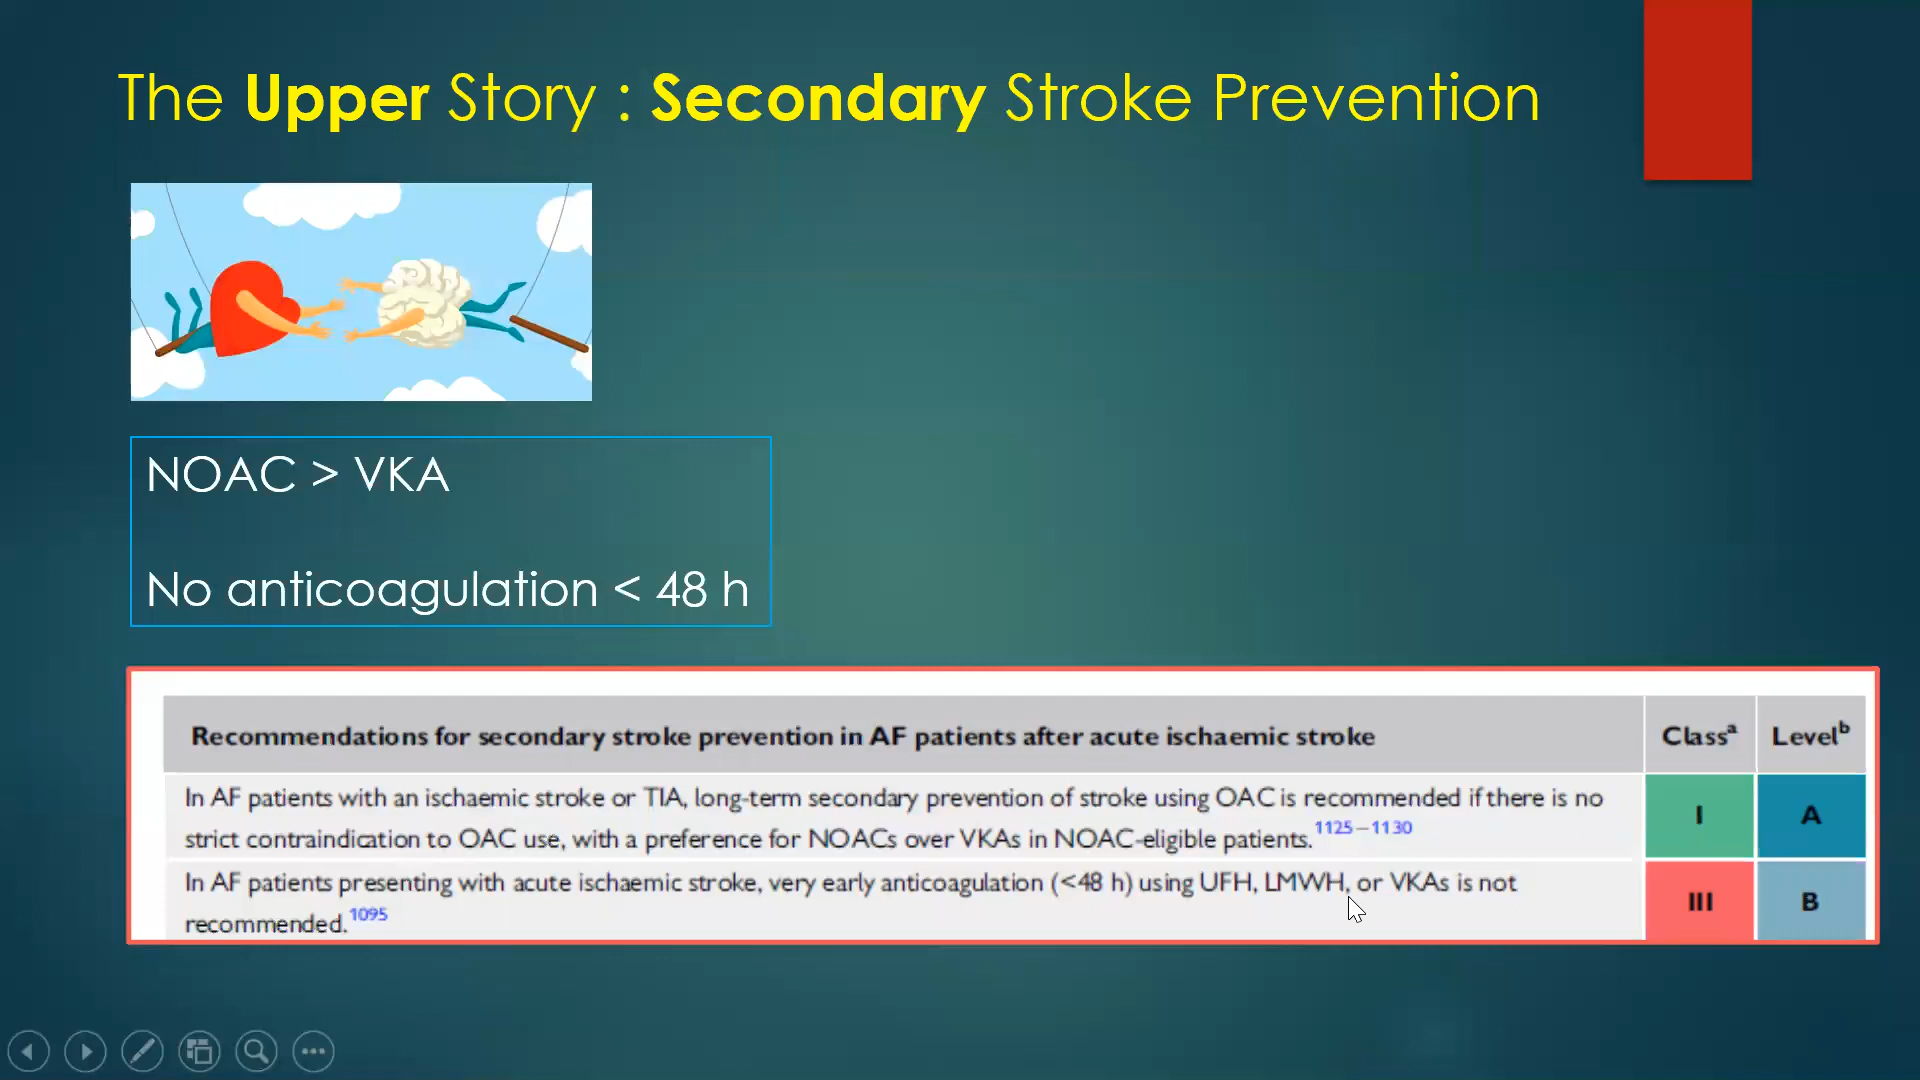 The Upper Story : Secondary Stroke Prevention
NOAC > VKA
No anticoagulation < 48 h
Recommendations for secondary stroke prevention in AF patients after acute ischaemic stroke Classa Levelb
In AF patients with an ischaemic stroke or TIA, long-term secondary prevention of stroke using OAC is recommended if there is no
strict contraindication to OAC use, with a preference for NOACs over VKAs in NOAC-eligible patients. 1125–1130
I A
In AF patients presenting with acute ischaemic stroke, very early anticoagulation (<48 h) using UFH, LMWH, or VKAs is not
recommended. 1095
III B